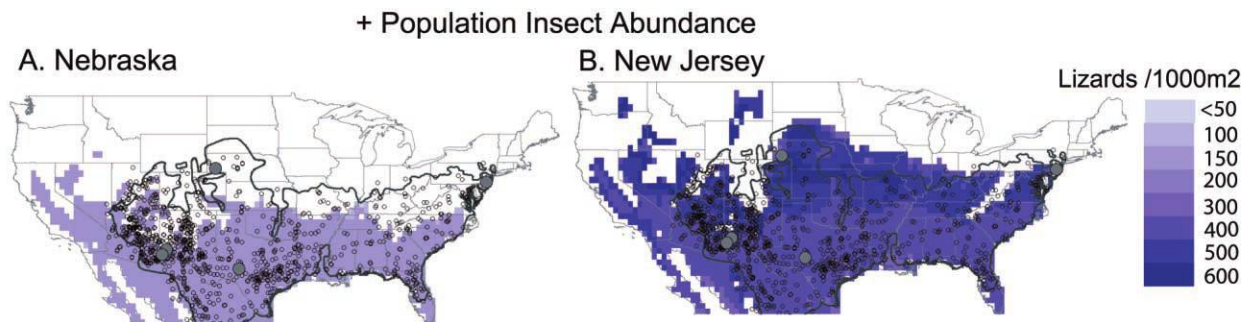 + Population Insect Abundance
A. Nebraska
B. New Jersey
Lizards /1000m2
<50
100
150
200
300
400
500
600